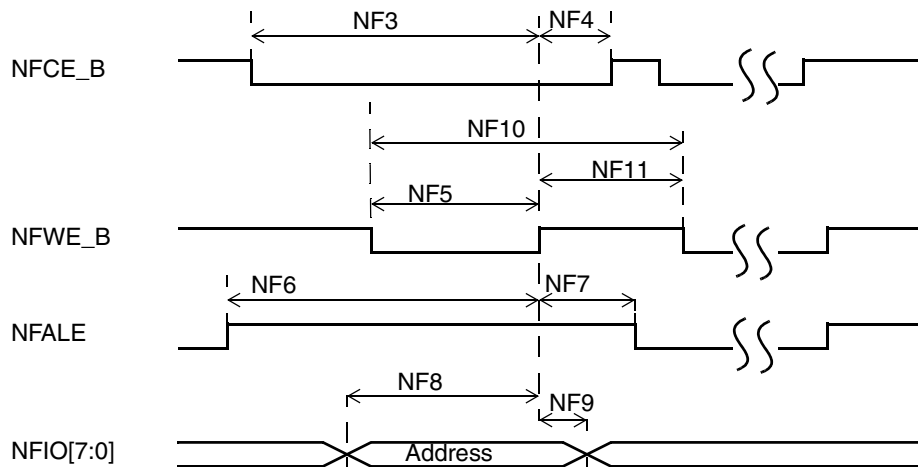 NF3 NF4
NFCE_B
NF10
NF11
NF5
NFWE_B
NF6 NF7
NFALE
NF8
NF9
NFIO[7:0] Address